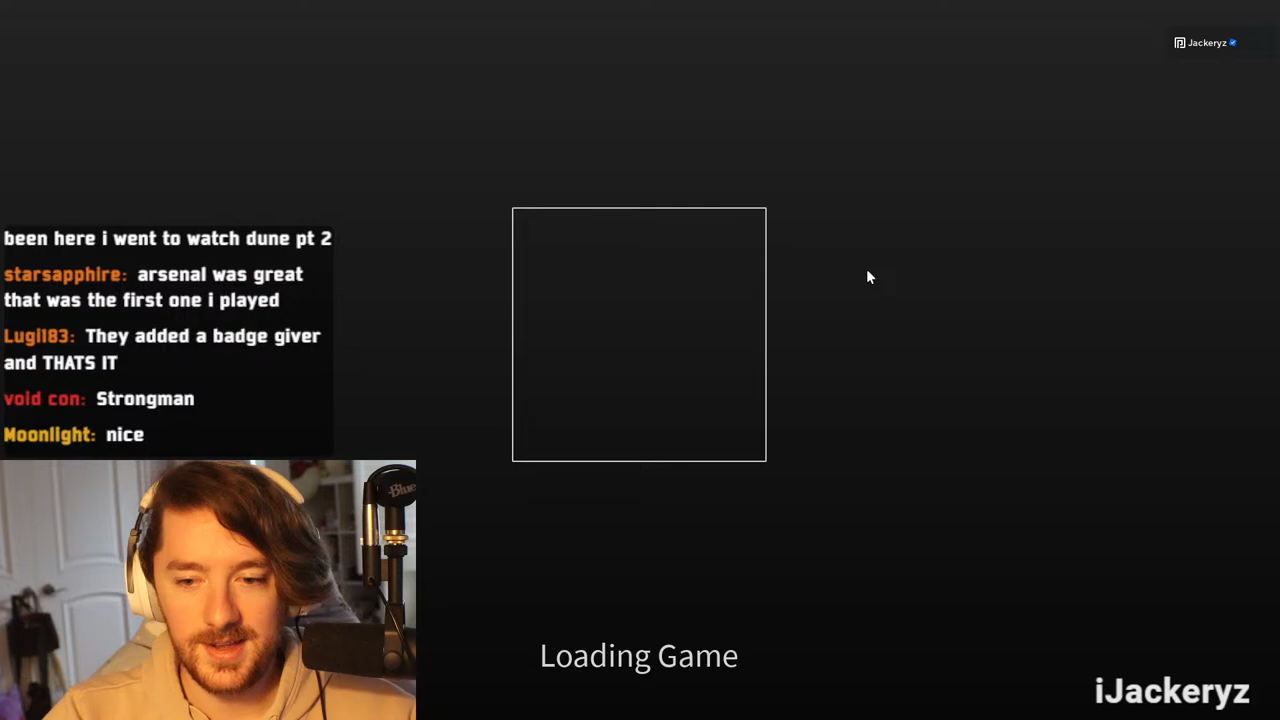 Jackeryz
been here i went to watch dune pt 2
starsapphire: arsenal was great
that was the first one i played
Lugi183: They added a badge giver
and THATS IT
void con: Strongman
Moonlight: nice
Blue
Loading Game
iJackeryz